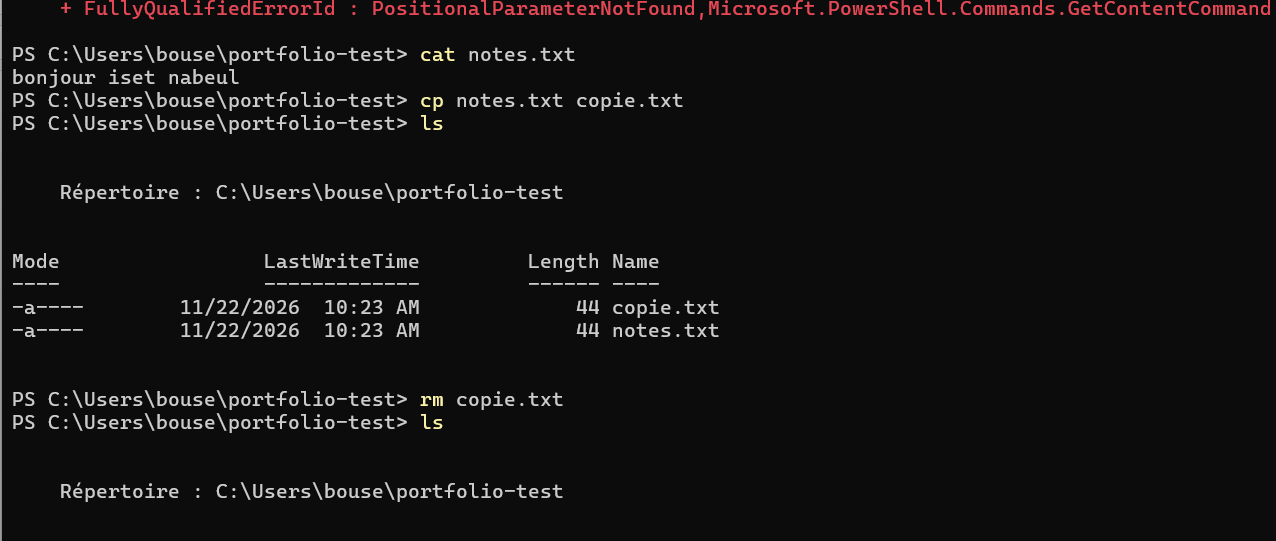 + FullyQualifiedErrorId : PositionalParameterNotFound,Microsoft.PowerShell.Commands.GetContentCommand
PS C:\Users\bouse\portfolio-test> cat notes.txt
bonjour iset nabeul
PS C:\Users\bouse\portfolio-test> cp notes.txt copie.txt
PS C:\Users\bouse\portfolio-test> ls
Répertoire : C:\Users\bouse\portfolio-test
Mode                 LastWriteTime         Length Name
----                 -------------         ------ ----
-a----        11/22/2026  10:23 AM             44 copie.txt
-a----        11/22/2026  10:23 AM             44 notes.txt
PS C:\Users\bouse\portfolio-test> rm copie.txt
PS C:\Users\bouse\portfolio-test> ls
Répertoire : C:\Users\bouse\portfolio-test